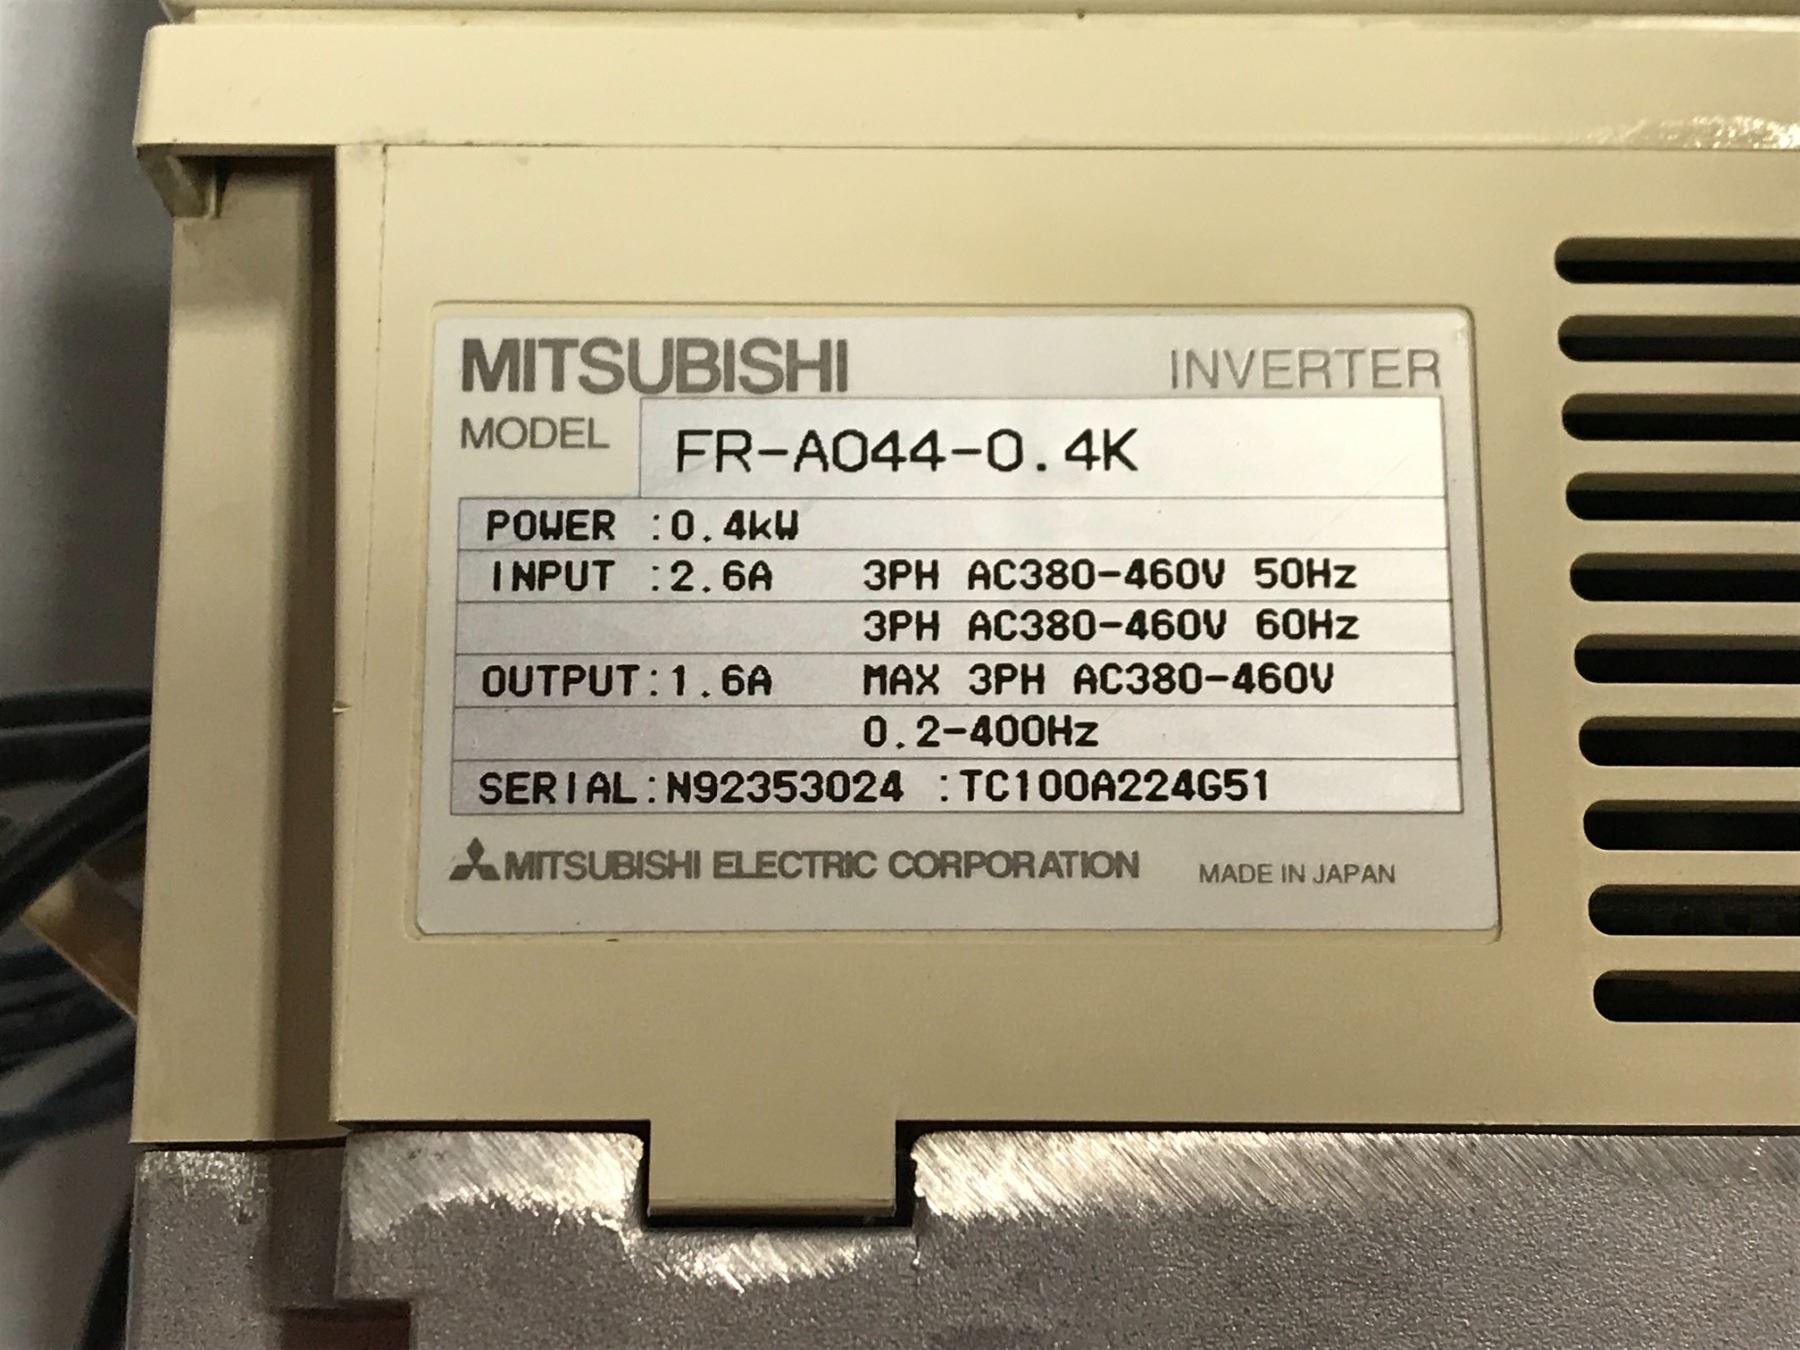 MITSUBISHI INVERTER
MODEL FR-A044-0.4K
POWER :0.4kW
INPUT :2.6A 3PH AC380-460V 50Hz
3PH AC380-460V 60Hz
OUTPUT:1.6A MAX 3PH AC380-460V
0.2-400Hz
SERIAL:N92353024 :TC100A224G51
MITSUBISHI ELECTRIC CORPORATION MADE IN JAPAN